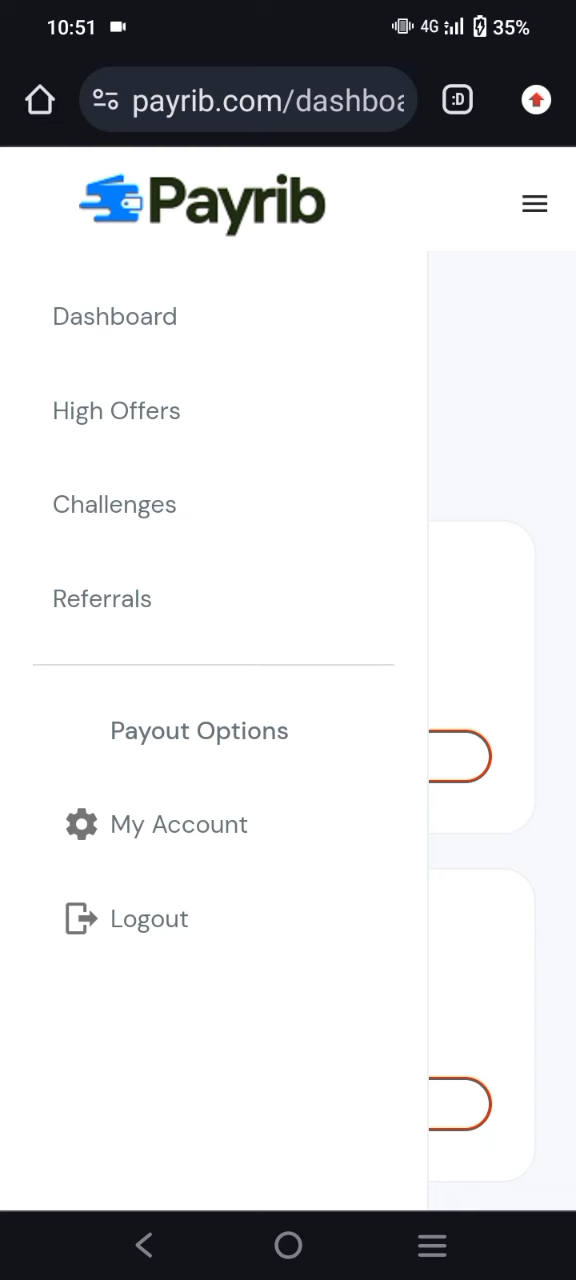 10:51 4G 35%
payrib.com/dashboa
:D
Payrib
Dashboard
High Offers
Challenges
Referrals
Payout Options
My Account
Logout